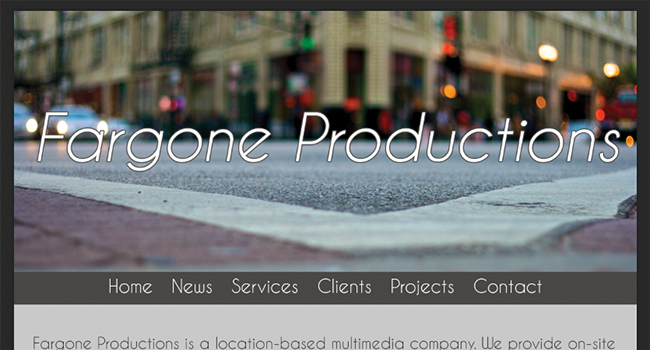 Fargone Productions
Home News Services Clients Projects Contact
Fargone Productions is a location-based multimedia company. We provide on-site